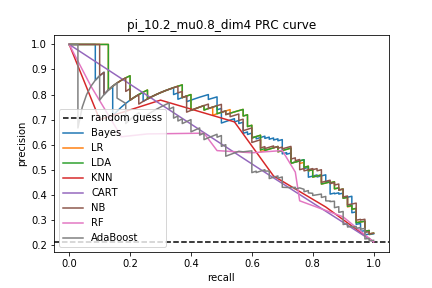 pi_10.2_mu0.8_dim4 PRC curve
1.0
0.9
0.8
0.7
0.6
0.5
0.4
0.3
0.2
precision
random guess
Bayes
LR
LDA
KNN
CART
NB
RF
AdaBoost
0.0 0.2 0.4 0.6 0.8 1.0
recall